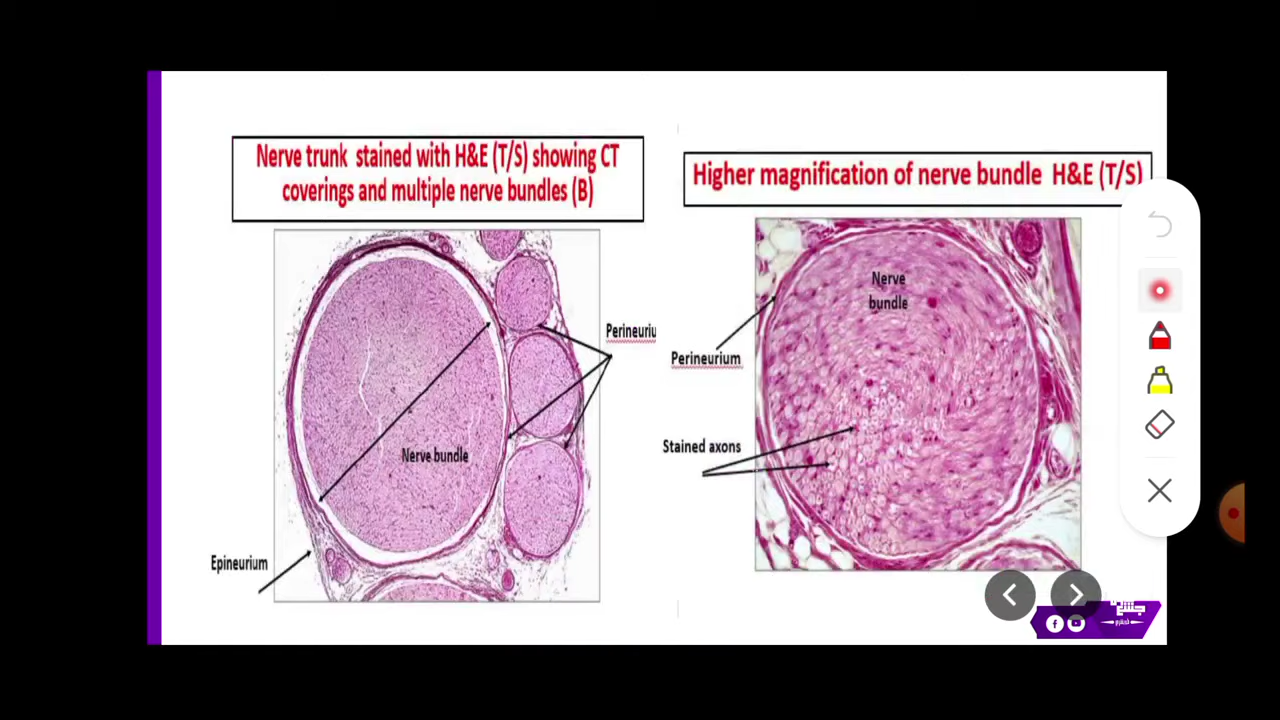 Nerve trunk stained with H&E (T/S) showing CT
coverings and multiple nerve bundles (B)
Higher magnification of nerve bundle H&E (T/S)
Nerve
bundle
Perineuriu
Perineurium
Stained axons
Nerve bundle
Epineurium